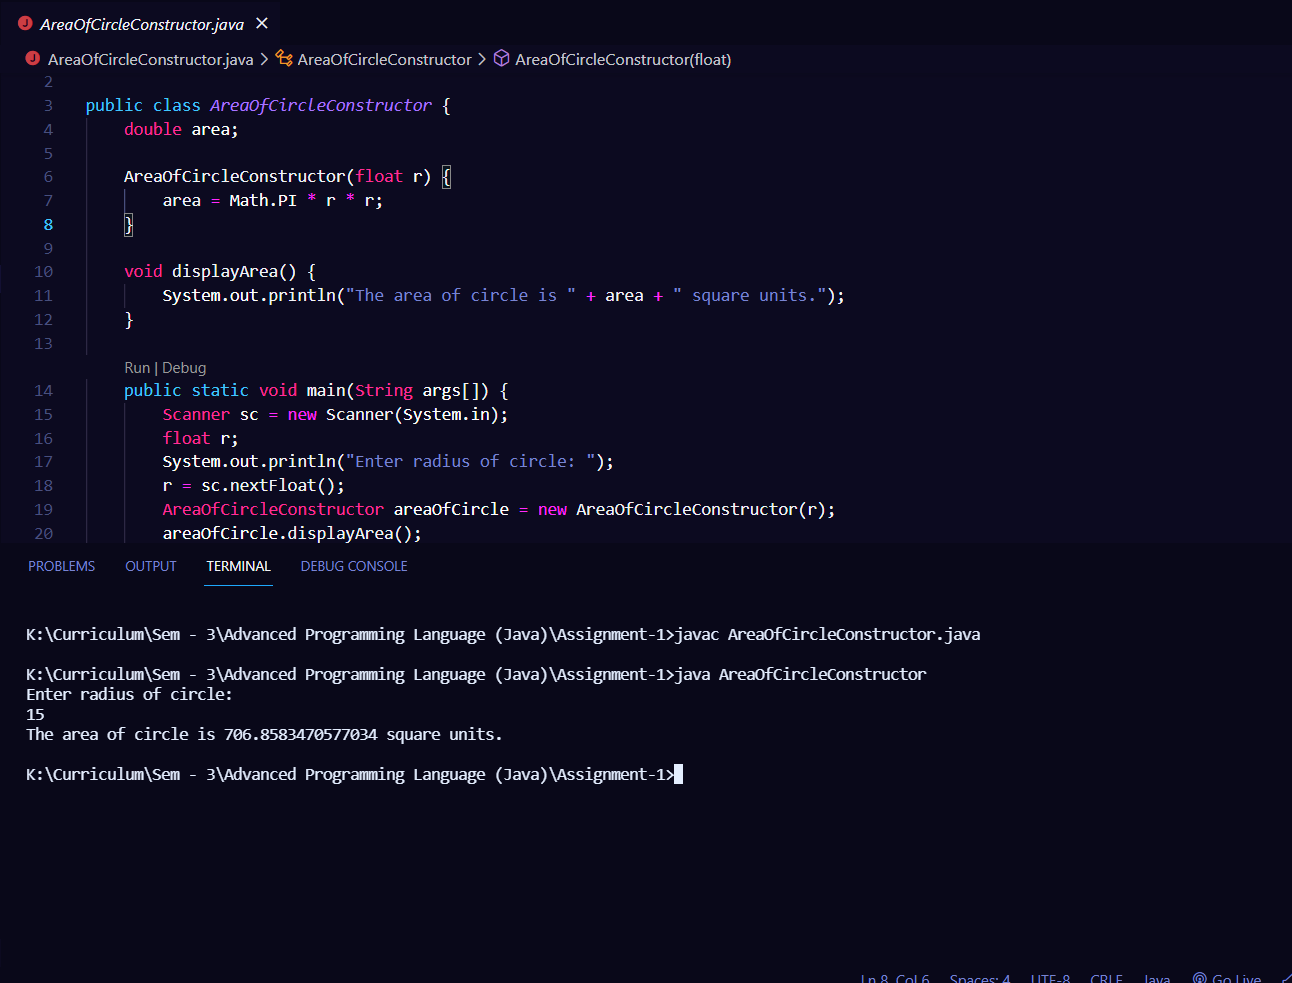 AreaOfCircleConstructor.java
AreaOfCircleConstructor.java > AreaOfCircleConstructor > AreaOfCircleConstructor(float)
2
3 public class AreaOfCircleConstructor {
4 double area;
5
6 AreaOfCircleConstructor(float r) {
7 area = Math.PI * r * r;
8 }
9
10 void displayArea() {
11 System.out.println("The area of circle is " + area + " square units.");
12 }
13
Run | Debug
14 public static void main(String args[]) {
15 Scanner sc = new Scanner(System.in);
16 float r;
17 System.out.println("Enter radius of circle: ");
18 r = sc.nextFloat();
19 AreaOfCircleConstructor areaOfCircle = new AreaOfCircleConstructor(r);
20 areaOfCircle.displayArea();
PROBLEMS OUTPUT TERMINAL DEBUG CONSOLE
K:\Curriculum\Sem - 3\Advanced Programming Language (Java)\Assignment-1>javac AreaOfCircleConstructor.java
K:\Curriculum\Sem - 3\Advanced Programming Language (Java)\Assignment-1>java AreaOfCircleConstructor
Enter radius of circle:
15
The area of circle is 706.8583470577034 square units.
K:\Curriculum\Sem - 3\Advanced Programming Language (Java)\Assignment-1>
Ln 8, Col 6 Spaces: 4 UTF-8 CRLF Java Go Live